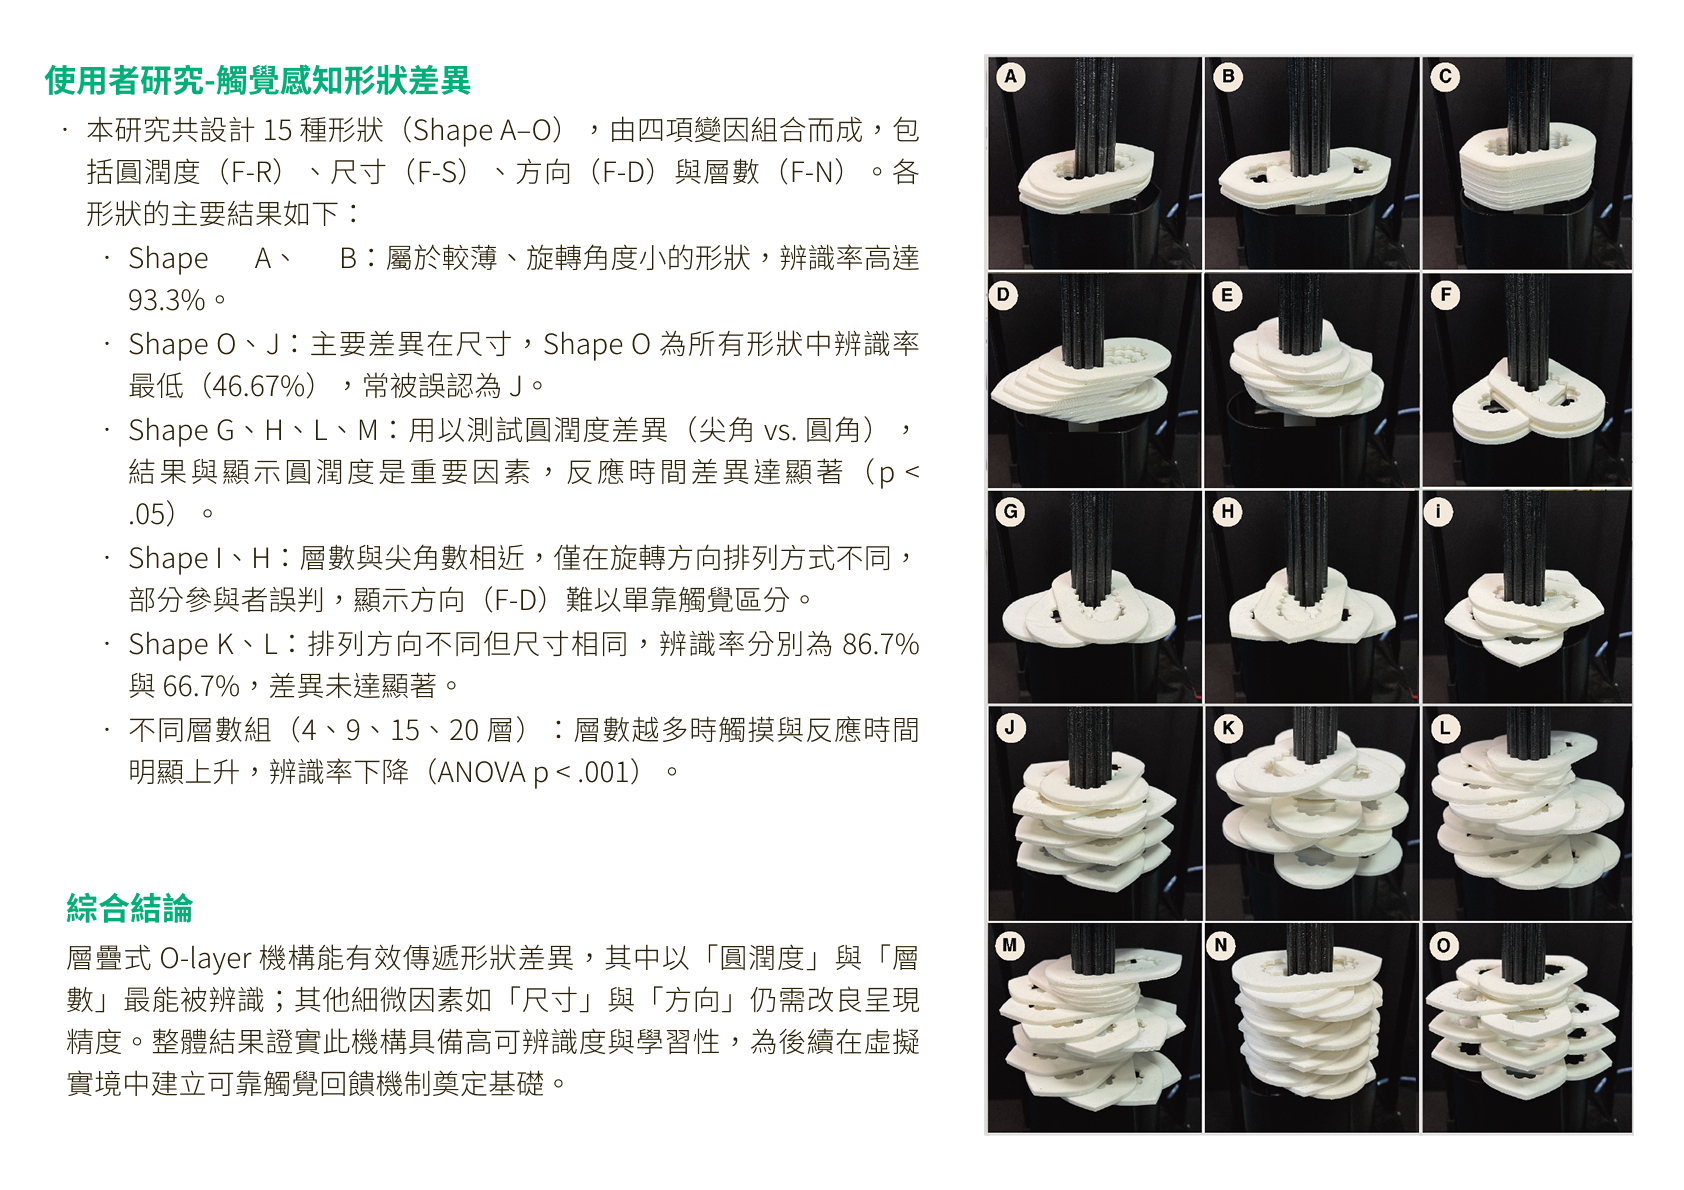 使用者研究-觸覺感知形狀差異
· 本研究共設計 15 種形狀（Shape A–O），由四項變因組合而成，包
括圓潤度（F-R）、尺寸（F-S）、方向（F-D）與層數（F-N）。各
形狀的主要結果如下：
· Shape A、 B：屬於較薄、旋轉角度小的形狀，辨識率高達
93.3%。
· Shape O、J：主要差異在尺寸，Shape O 為所有形狀中辨識率
最低（46.67%），常被誤認為 J。
· Shape G、H、L、M：用以測試圓潤度差異（尖角 vs. 圓角），
結果與顯示圓潤度是重要因素，反應時間差異達顯著（p <
.05）。
· Shape I、H：層數與尖角數相近，僅在旋轉方向排列方式不同，
部分參與者誤判，顯示方向（F-D）難以單靠觸覺區分。
· Shape K、L：排列方向不同但尺寸相同，辨識率分別為 86.7%
與 66.7%，差異未達顯著。
· 不同層數組（4、9、15、20 層）：層數越多時觸摸與反應時間
明顯上升，辨識率下降（ANOVA p < .001）。
綜合結論
層疊式 O-layer 機構能有效傳遞形狀差異，其中以「圓潤度」與「層
數」最能被辨識；其他細微因素如「尺寸」與「方向」仍需改良呈現
精度。整體結果證實此機構具備高可辨識度與學習性，為後續在虛擬
實境中建立可靠觸覺回饋機制奠定基礎。
A
B
C
D
E
F
G
H
i
J
K
L
M
N
O